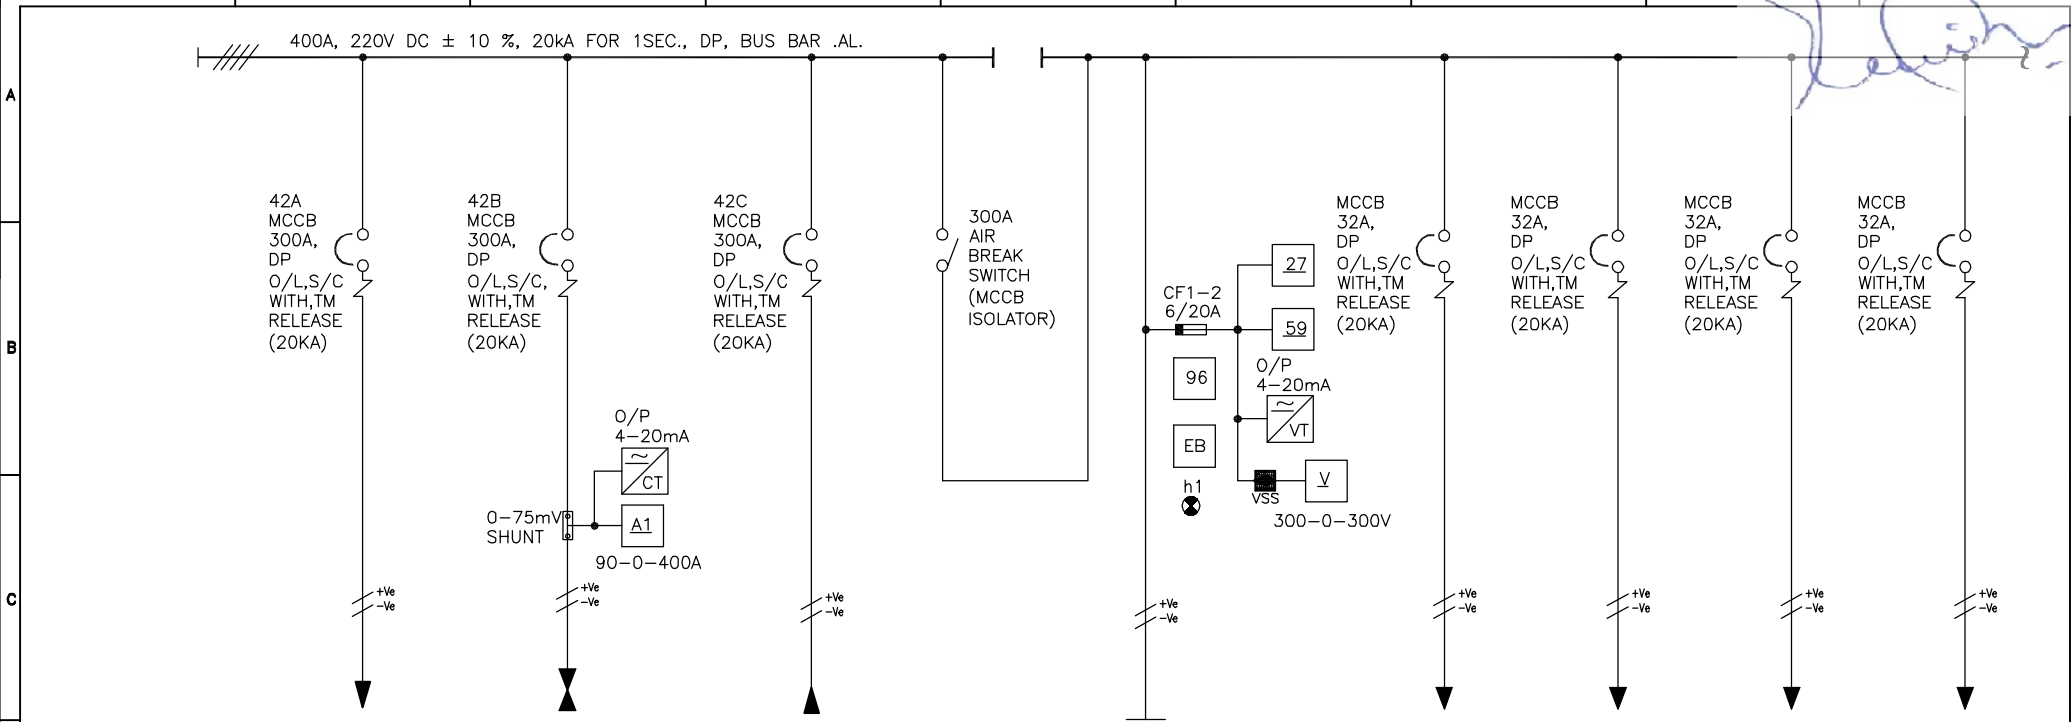 400A, 220V DC ± 10 %, 20kA FOR 1SEC., DP, BUS BAR .AL.
A
B
C
42A
MCCB
300A,
DP
O/L,S/C
WITH,TM
RELEASE
(20KA)
42B
MCCB
300A,
DP
O/L,S/C,
WITH,TM
RELEASE
(20KA)
O/P
4-20mA
~
CT
0-75mV
SHUNT
A1
90-0-400A
42C
MCCB
300A,
DP
O/L,S/C
WITH,TM
RELEASE
(20KA)
300A
AIR
BREAK
SWITCH
(MCCB
ISOLATOR)
CF1-2
6/20A
27
59
96
EB
h1
O/P
4-20mA
~
VT
VSS
V
300-0-300V
MCCB
32A,
DP
O/L,S/C
WITH,TM
RELEASE
(20KA)
MCCB
32A,
DP
O/L,S/C
WITH,TM
RELEASE
(20KA)
MCCB
32A,
DP
O/L,S/C
WITH,TM
RELEASE
(20KA)
MCCB
32A,
DP
O/L,S/C
WITH,TM
RELEASE
(20KA)
+Ve
-Ve
+Ve
-Ve
+Ve
-Ve
+Ve
-Ve
+Ve
-Ve
+Ve
-Ve
+Ve
-Ve
+Ve
-Ve